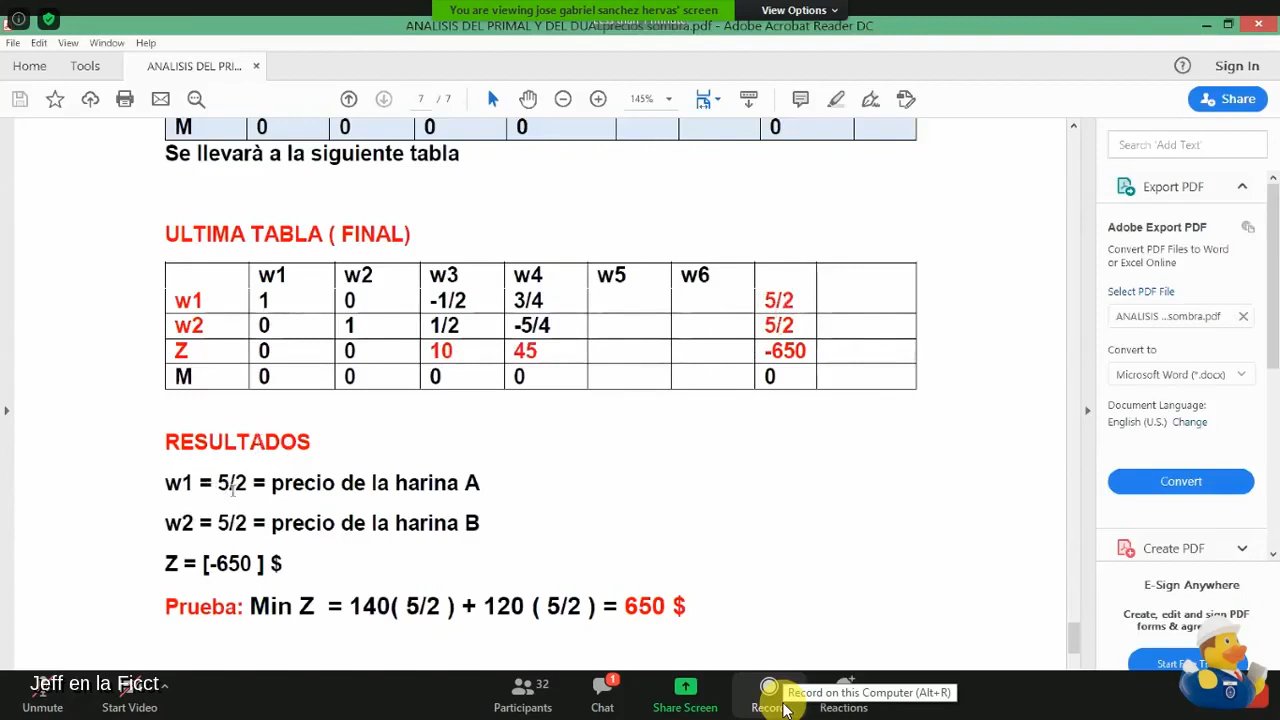 You are viewing jose gabriel sanchez hervas' screen
View Options
ANALISIS DEL PRIMAL Y DEL DUALprecios sombra.pdf - Adobe Acrobat Reader DC
File Edit View Window Help
Home Tools ANALISIS DEL PRI... × Sign In
7 / 7 145% Share
M 0 0 0 0 0
Se llevarà a la siguiente tabla
ULTIMA TABLA ( FINAL)
w1 w2 w3 w4 w5 w6
w1 1 0 -1/2 3/4 5/2
w2 0 1 1/2 -5/4 5/2
Z 0 0 10 45 -650
M 0 0 0 0 0
RESULTADOS
w1 = 5/2 = precio de la harina A
w2 = 5/2 = precio de la harina B
Z = [-650 ] $
Prueba: Min Z = 140( 5/2 ) + 120 ( 5/2 ) = 650 $
Search 'Add Text'
Export PDF
Adobe Export PDF
Convert PDF Files to Word
or Excel Online
Select PDF File
ANALISIS ...sombra.pdf
Convert to
Microsoft Word (*.docx)
Document Language:
English (U.S.) Change
Convert
Create PDF
E-Sign Anywhere
Create, edit and sign PDF
Jeff en la Ficct
Unmute Start Video
32
Participants
1
Chat
Share Screen
Record
Record on this Computer (Alt+R)
Reactions